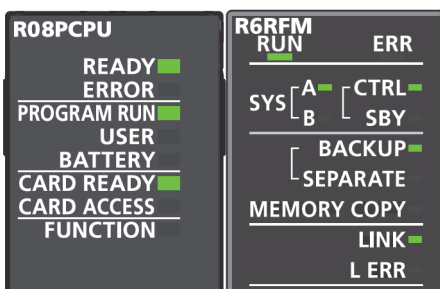 R08PCPU
READY
ERROR
PROGRAM RUN
USER
BATTERY
CARD READY
CARD ACCESS
FUNCTION
R6RFM
RUN ERR
SYS A CTRL
B SBY
BACKUP
SEPARATE
MEMORY COPY
LINK
L ERR